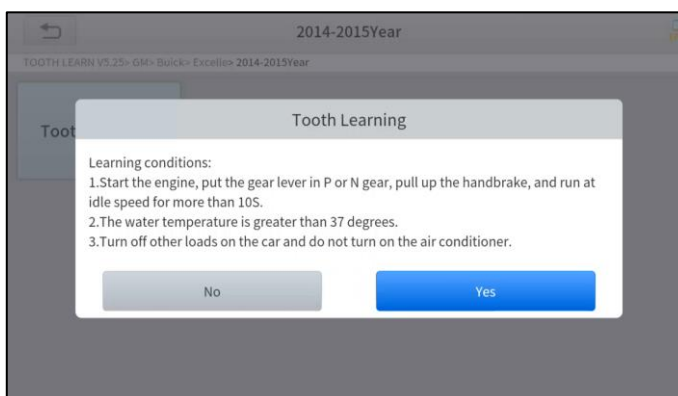 2014-2015Year
TOOTH LEARN V5.25> GM> Buick> Excelle> 2014-2015Year
Toot
Tooth Learning
Learning conditions:
1.Start the engine, put the gear lever in P or N gear, pull up the handbrake, and run at
idle speed for more than 10S.
2.The water temperature is greater than 37 degrees.
3.Turn off other loads on the car and do not turn on the air conditioner.
No
Yes